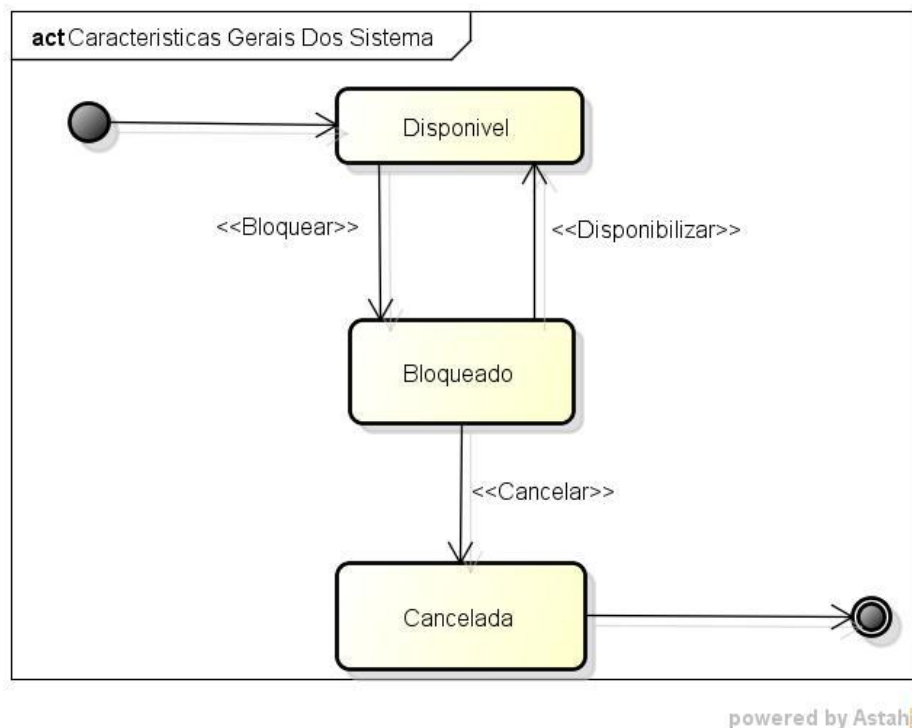 act Caracteristicas Gerais Dos Sistema
Disponivel
<<Bloquear>>
<<Disponibilizar>>
Bloqueado
<<Cancelar>>
Cancelada
powered by Astah